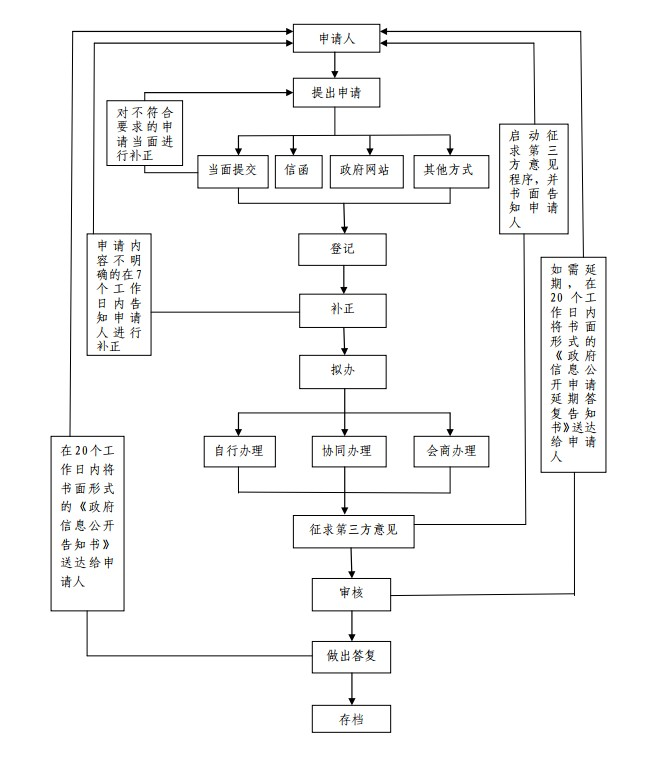 申请人
提出申请
对不符合
要求的申
请当面进
行补正
当面提交
信函
政府网站
其他方式
启动征
求第三
方意见
程序，并
书面告
知申请
人
登记
申请内
容不明
确的在7
个工作
日内告
知申请
人进行
补正
补正
如需延
期，在
20个工
作日内
将书面
形式的
《政府
信息公
开申请
延期答
复告知
书》送达
给申请
人
拟办
自行办理
协同办理
会商办理
在20个工
作日内将
书面形式
的《政府
信息公开
告知书》
送达给申
请人
征求第三方意见
审核
做出答复
存档